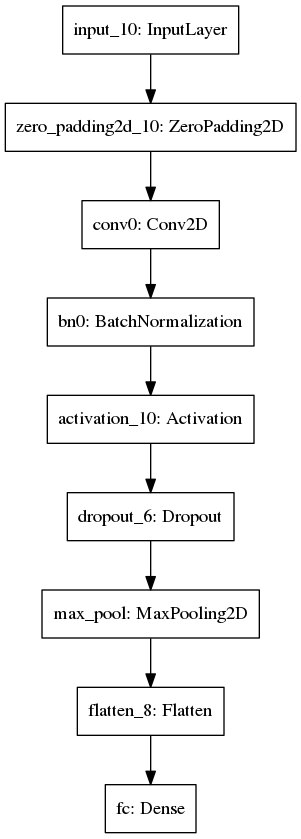 input_10: InputLayer
zero_padding2d_10: ZeroPadding2D
conv0: Conv2D
bn0: BatchNormalization
activation_10: Activation
dropout_6: Dropout
max_pool: MaxPooling2D
flatten_8: Flatten
fc: Dense